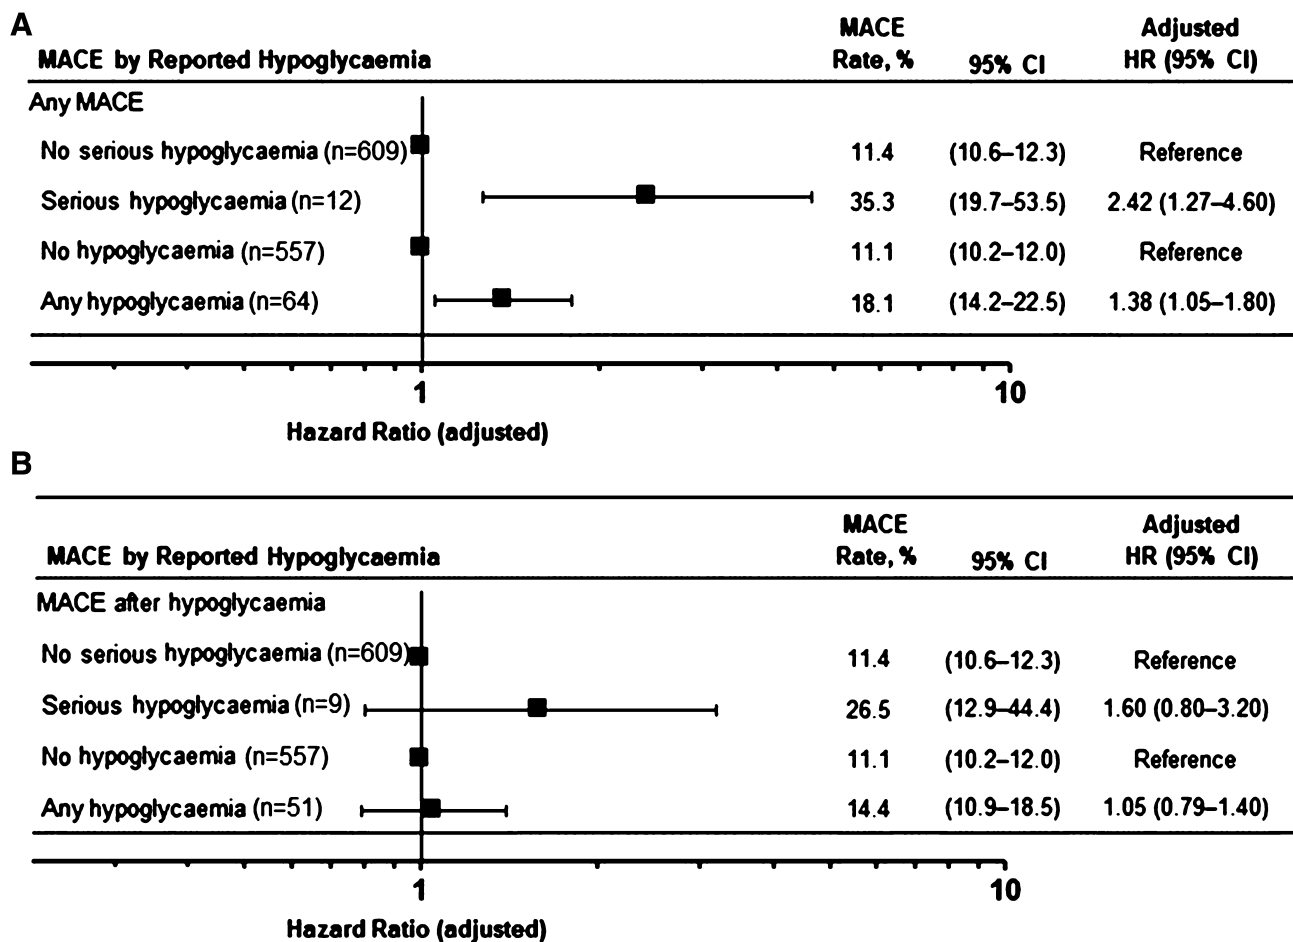 A
MACE by Reported Hypoglycaemia MACE Rate, % 95% CI Adjusted HR (95% CI)
Any MACE
No serious hypoglycaemia (n=609) 11.4 (10.6–12.3) Reference
Serious hypoglycaemia (n=12) 35.3 (19.7–53.5) 2.42 (1.27–4.60)
No hypoglycaemia (n=557) 11.1 (10.2–12.0) Reference
Any hypoglycaemia (n=64) 18.1 (14.2–22.5) 1.38 (1.05–1.80)
1 10
Hazard Ratio (adjusted)
B
MACE by Reported Hypoglycaemia MACE Rate, % 95% CI Adjusted HR (95% CI)
MACE after hypoglycaemia
No serious hypoglycaemia (n=609) 11.4 (10.6–12.3) Reference
Serious hypoglycaemia (n=9) 26.5 (12.9–44.4) 1.60 (0.80–3.20)
No hypoglycaemia (n=557) 11.1 (10.2–12.0) Reference
Any hypoglycaemia (n=51) 14.4 (10.9–18.5) 1.05 (0.79–1.40)
1 10
Hazard Ratio (adjusted)